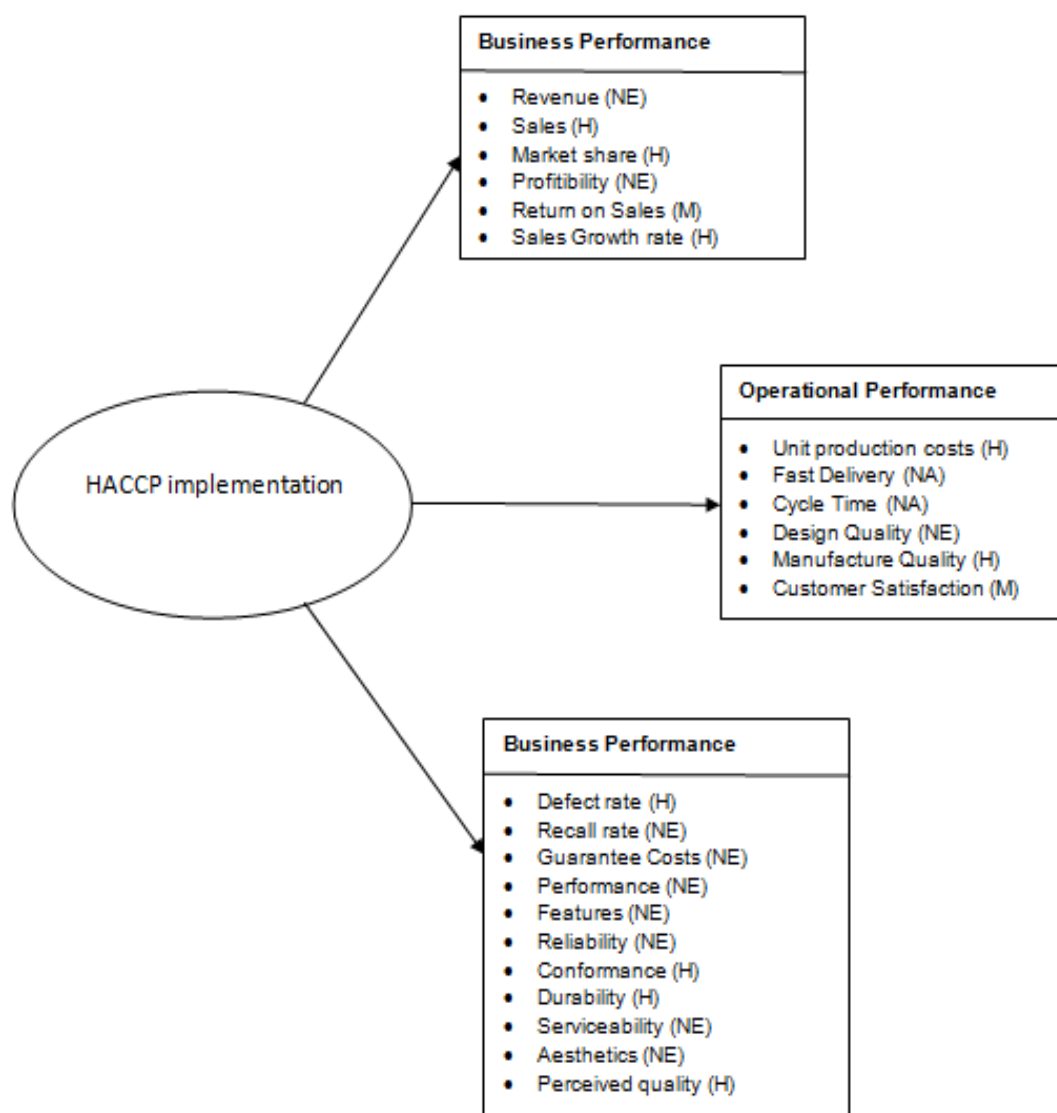 Business Performance
• Revenue (NE)
• Sales (H)
• Market share (H)
• Profitibility (NE)
• Return on Sales (M)
• Sales Growth rate (H)
HACCP implementation
Operational Performance
• Unit production costs (H)
• Fast Delivery (NA)
• Cycle Time (NA)
• Design Quality (NE)
• Manufacture Quality (H)
• Customer Satisfaction (M)
Business Performance
• Defect rate (H)
• Recall rate (NE)
• Guarantee Costs (NE)
• Performance (NE)
• Features (NE)
• Reliability (NE)
• Conformance (H)
• Durability (H)
• Serviceability (NE)
• Aesthetics (NE)
• Perceived quality (H)